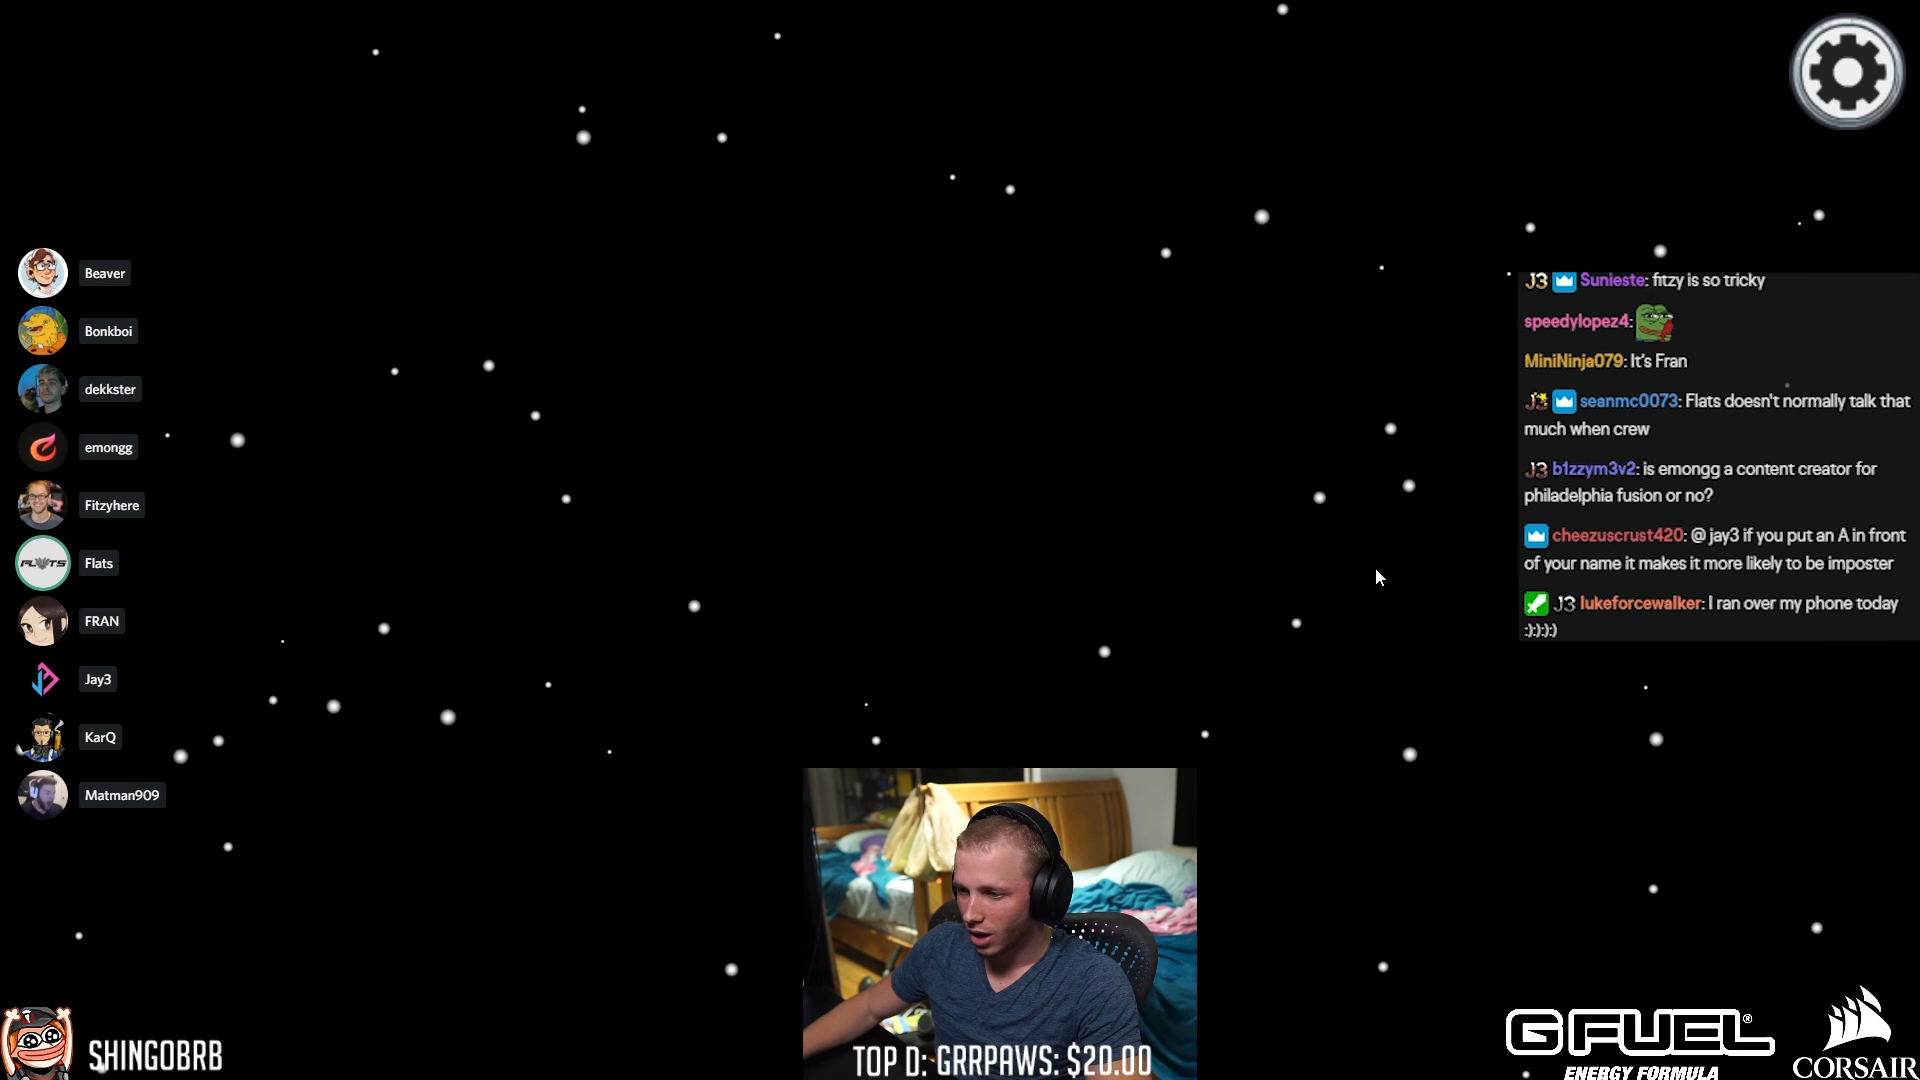 Beaver
Bonkboi
dekkster
emongg
Fitzyhere
FLATS
Flats
FRAN
Jay3
KarQ
Matman909
J3 Sunieste: fitzy is so tricky
speedylopez4:
MiniNinja079: It's Fran
J3 seanmc0073: Flats doesn't normally talk that
much when crew
J3 b1zzym3v2: is emongg a content creator for
philadelphia fusion or no?
cheezuscrust420: @ jay3 if you put an A in front
of your name it makes it more likely to be imposter
J3 lukeforcewalker: I ran over my phone today
:):):):)
SHINGOBRB
TOP D: GRRPAWS: $20.00
G FUEL®
ENERGY FORMULA
CORSAIR